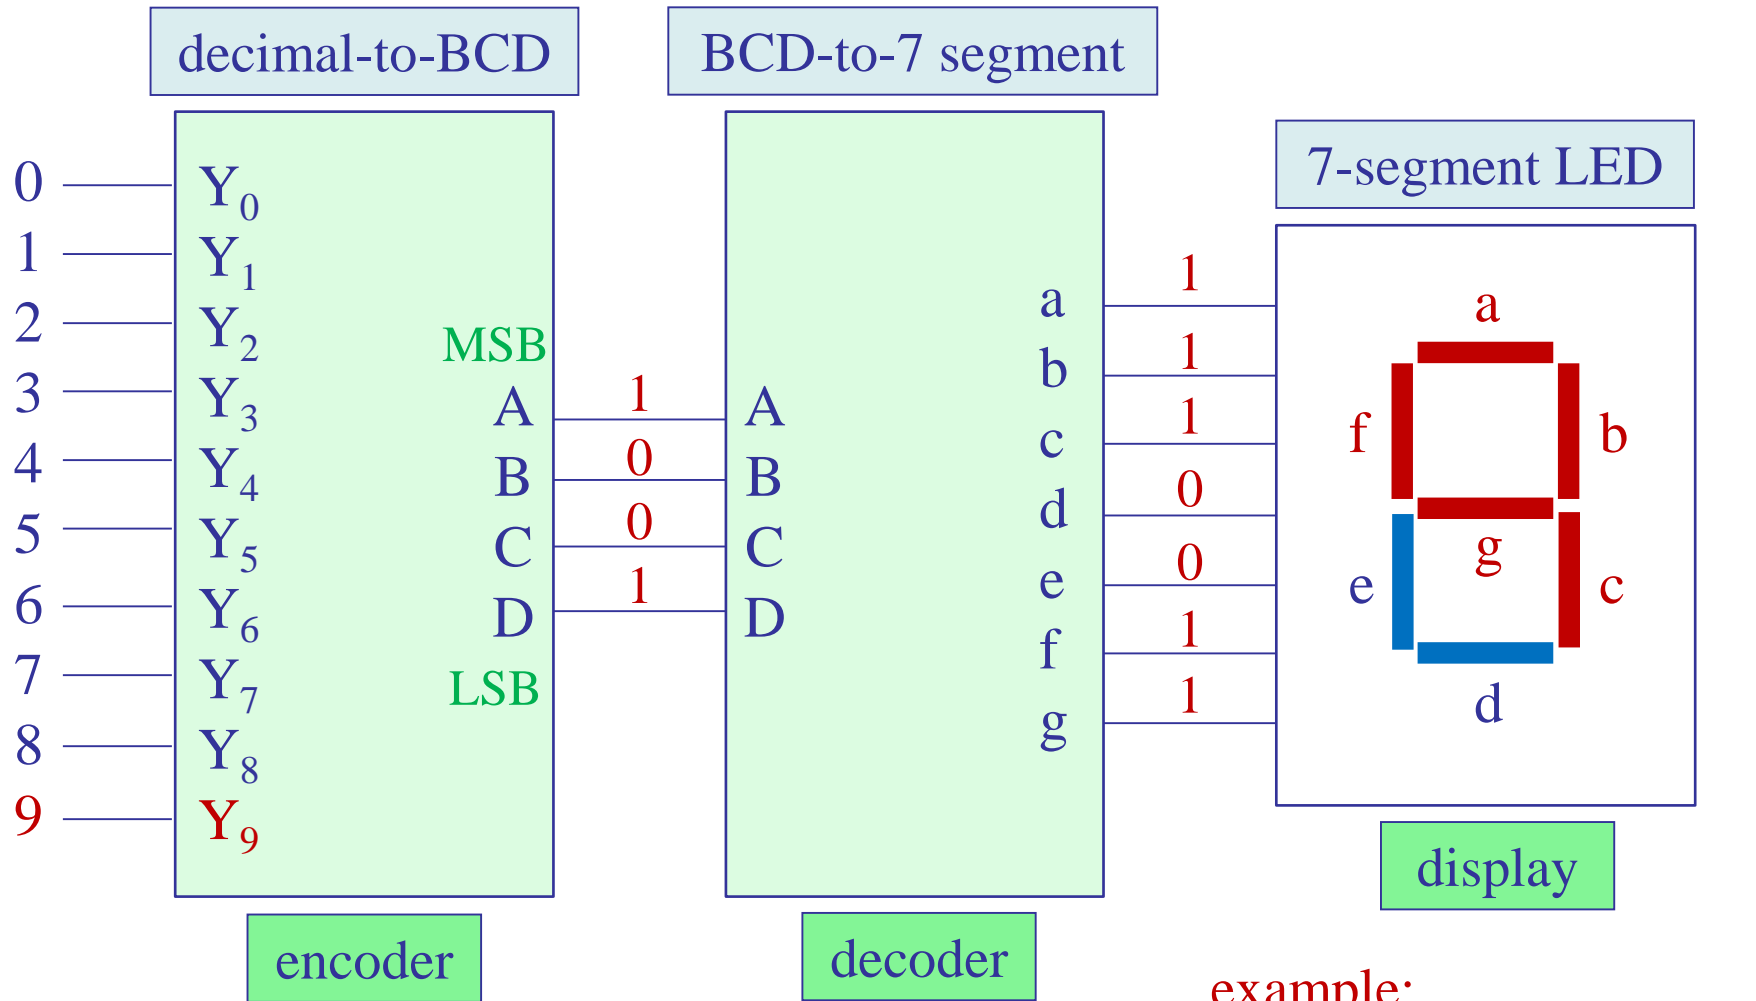 decimal-to-BCD
BCD-to-7 segment
7-segment LED
0
1
2
3
4
5
6
7
8
9
Y0
Y1
Y2
Y3
Y4
Y5
Y6
Y7
Y8
Y9
MSB
A
B
C
D
LSB
1
0
0
1
A
B
C
D
a
b
c
d
e
f
g
1
1
1
0
0
1
1
a
f
b
g
e
c
d
display
encoder
decoder
example: